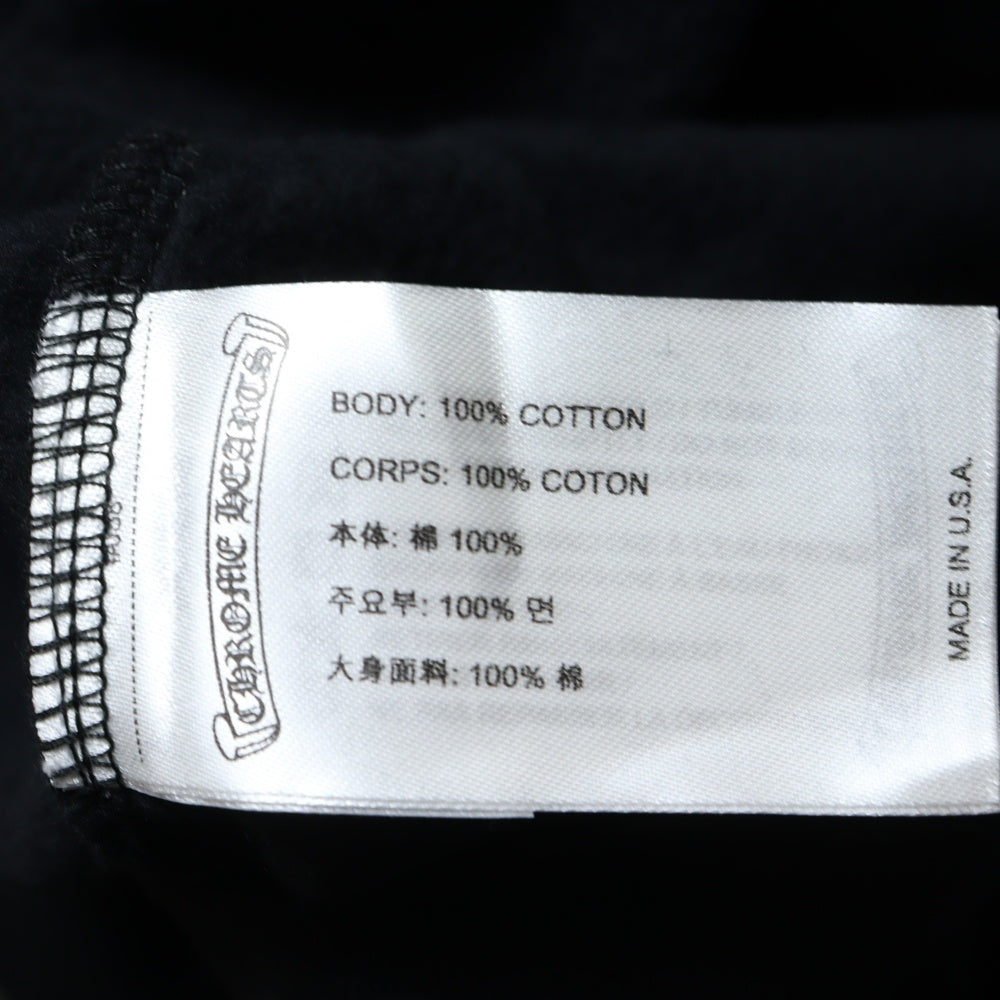 CHROME HEARTS
BODY: 100% COTTON
CORPS: 100% COTON
本体: 棉 100%
주요부: 100% 면
大身面料: 100% 棉
MADE IN U.S.A.